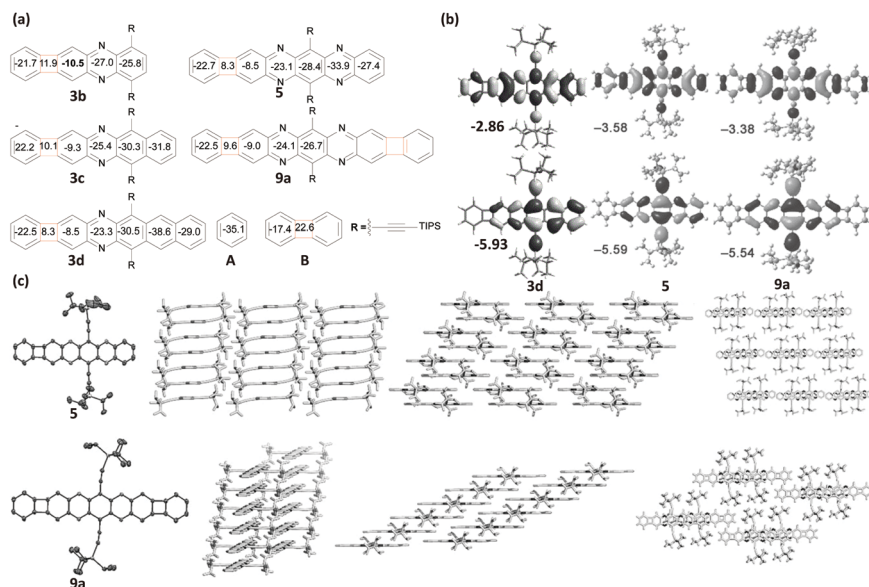 (a)
R
N
-21.7 11.9 -10.5 -27.0 -25.8
N
R
3b
R
N N
-22.7 8.3 -8.5 -23.1 -28.4 -33.9 -27.4
N N
R
5
R
N
-
22.2 10.1 -9.3 -25.4 -30.3 -31.8
N
R
3c
R
N N
-22.5 9.6 -9.0 -24.1 -26.7
N N
R
9a
R
N
-22.5 8.3 -8.5 -23.3 -30.5 -38.6 -29.0
N
R
3d
-35.1
A
-17.4 22.6
B
R = TIPS
(b)
-2.86
–3.58
–3.38
-5.93
–5.59
–5.54
3d
5
9a
(c)
5
9a